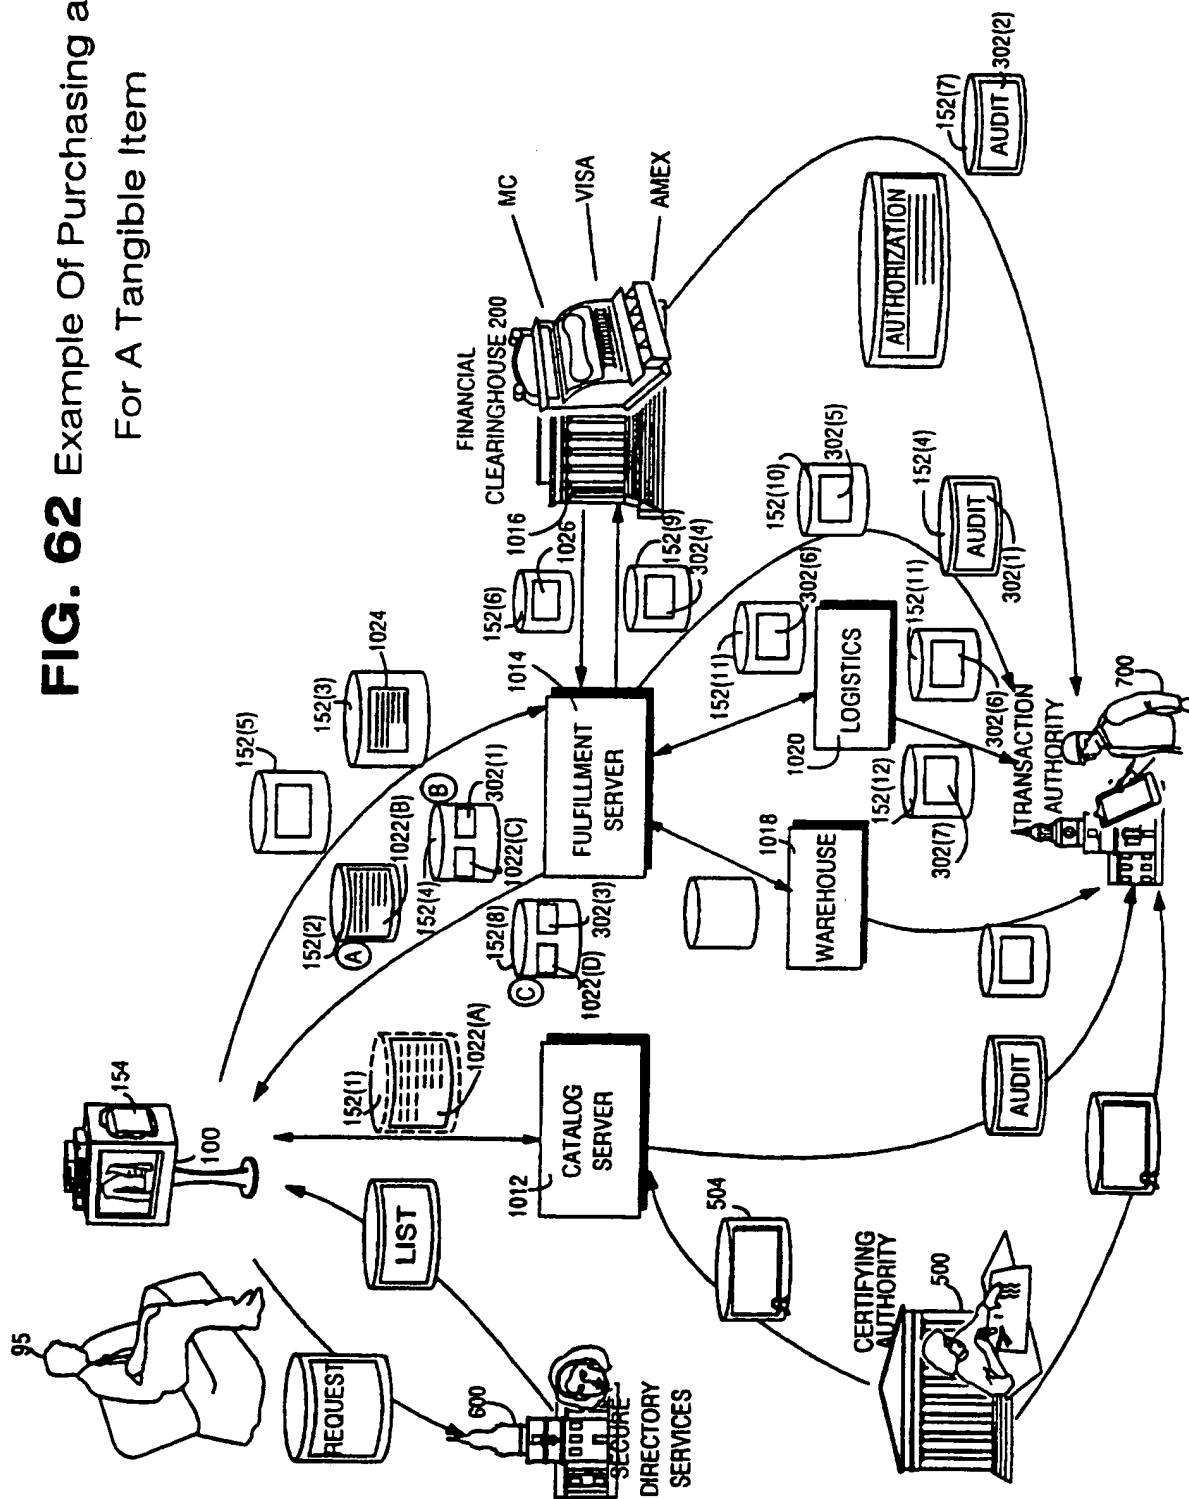 FIG. 62 Example Of Purchasing a
For A Tangible Item
95
154
100
REQUEST
LIST
600
SECURE
DIRECTORY
SERVICES
152(1)
1022(A)
CATALOG
SERVER
1012
504
CERTIFYING
AUTHORITY
500
152(5)
152(3)
1024
152(2)
A
1022(B)
B
302(1)
152(4)
1022(C)
152(8)
302(3)
C
1022(D)
1014
FULFILLMENT
SERVER
152(6)
1026
1016
152(9)
302(4)
FINANCIAL
CLEARINGHOUSE 200
MC
VISA
AMEX
152(7)
AUDIT
302(2)
AUTHORIZATION
152(10)
302(5)
152(4)
AUDIT
302(1)
152(11)
302(6)
LOGISTICS
1020
152(11)
302(6)
WAREHOUSE
1018
152(12)
302(7)
TRANSACTION
AUTHORITY
700
AUDIT